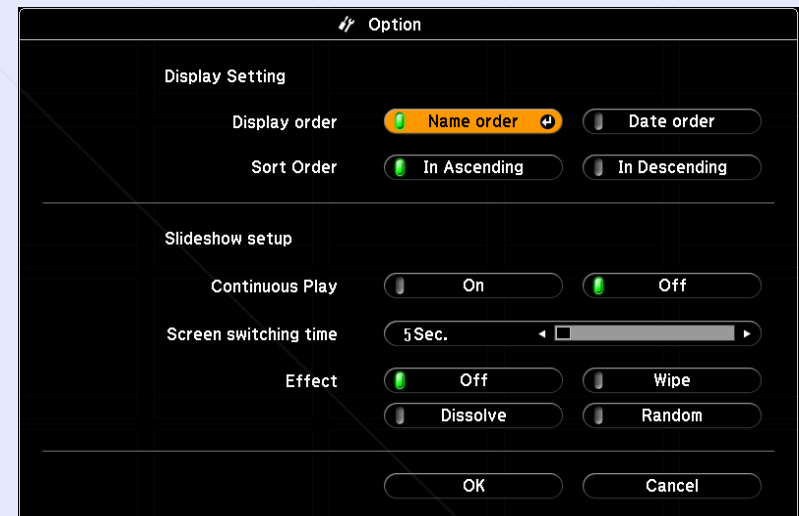 Option
Display Setting
Display order Name order Date order
Sort Order In Ascending In Descending
Slideshow setup
Continuous Play On Off
Screen switching time 5Sec.
Effect Off Wipe
Dissolve Random
OK Cancel